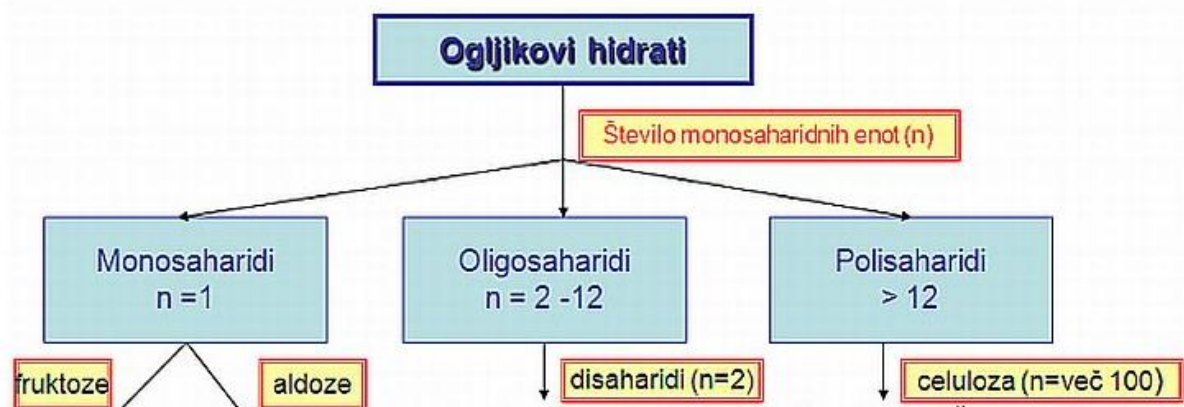 Ogljikovi hidrati
Število monosaharidnih enot (n)
Monosaharidi
n =1
Oligosaharidi
n = 2 -12
Polisaharidi
> 12
fruktoze
aldoze
disaharidi (n=2)
celuloza (n=več 100)